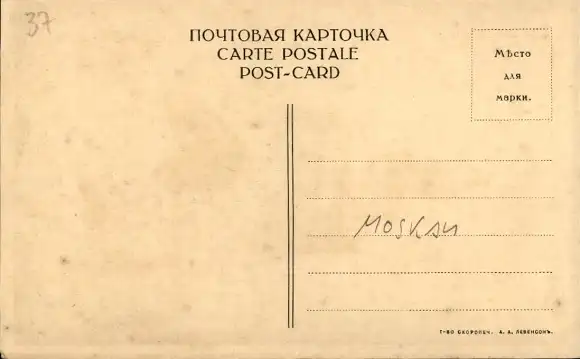 37
ПОЧТОВАЯ КАРТОЧКА
CARTE POSTALE
POST-CARD
Мѣсто
для
марки.
MOSKAU
Т-ВО СКОРОПЕЧ. А. А. ЛЕВЕНСОНЪ.